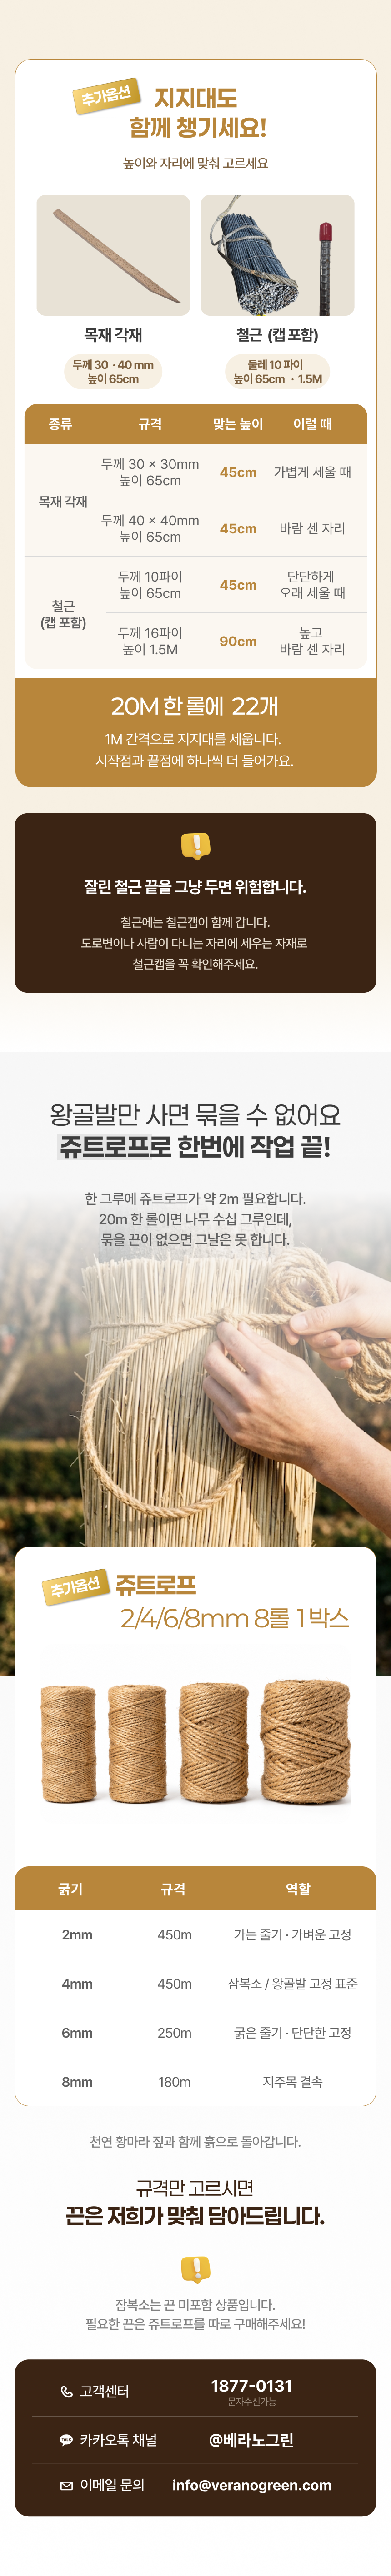 추가옵션
지지대도
함께 챙기세요!
높이와 자리에 맞춰 고르세요
목재 각재
두께 30 · 40 mm
높이 65cm
철근 (캡 포함)
둘레 10 파이
높이 65cm · 1.5M
종류 규격 맞는 높이 이럴 때
목재 각재
두께 30 × 30mm
높이 65cm
45cm
가볍게 세울 때
두께 40 × 40mm
높이 65cm
45cm
바람 센 자리
철근
(캡 포함)
두께 10파이
높이 65cm
45cm
단단하게
오래 세울 때
두께 16파이
높이 1.5M
90cm
높고
바람 센 자리
20M 한 롤에 22개
1M 간격으로 지지대를 세웁니다.
시작점과 끝점에 하나씩 더 들어가요.
잘린 철근 끝을 그냥 두면 위험합니다.
철근에는 철근캡이 함께 갑니다.
도로변이나 사람이 다니는 자리에 세우는 자재로
철근캡을 꼭 확인해주세요.
왕골발만 사면 묶을 수 없어요
쥬트로프로 한번에 작업 끝!
한 그루에 쥬트로프가 약 2m 필요합니다.
20m 한 롤이면 나무 수십 그루인데,
묶을 끈이 없으면 그날은 못 합니다.
추가옵션
쥬트로프
2/4/6/8mm 8롤 1박스
굵기 규격 역할
2mm 450m 가는 줄기 · 가벼운 고정
4mm 450m 잠복소 / 왕골발 고정 표준
6mm 250m 굵은 줄기 · 단단한 고정
8mm 180m 지주목 결속
천연 황마라 짚과 함께 흙으로 돌아갑니다.
규격만 고르시면
끈은 저희가 맞춰 담아드립니다.
잠복소는 끈 미포함 상품입니다.
필요한 끈은 쥬트로프를 따로 구매해주세요!
고객센터 1877-0131
문자수신가능
TALK 카카오톡 채널 @베라노그린
이메일 문의 info@veranogreen.com